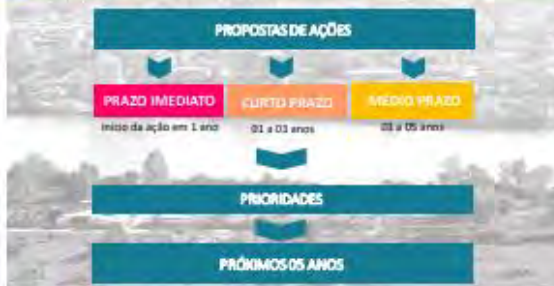 PROPOSTAS DE AÇÕES
PRAZO IMEDIATO CURTO PRAZO MÉDIO PRAZO
Início da ação em 1 ano 01 a 03 anos 03 a 05 anos
PRIORIDADES
PRÓXIMOS 05 ANOS